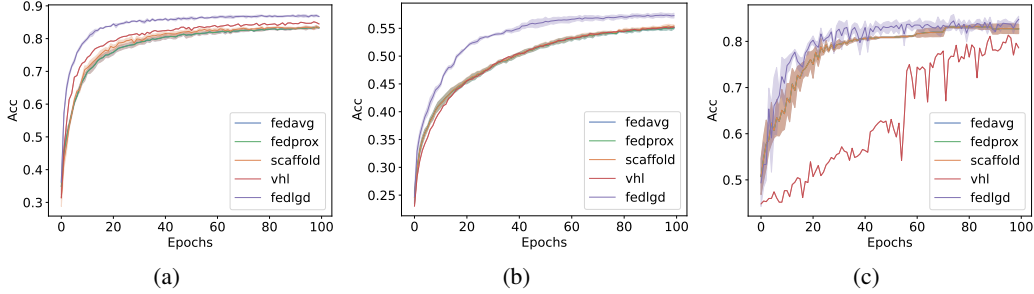 0.9
0.8
0.7
0.6
0.5
0.4
0.3
Acc
0 20 40 60 80 100
Epochs
fedavg
fedprox
scaffold
vhl
fedlgd
(a)
0.55
0.50
0.45
0.40
0.35
0.30
0.25
Acc
0 20 40 60 80 100
Epochs
fedavg
fedprox
scaffold
vhl
fedlgd
(b)
0.8
0.7
0.6
0.5
Acc
0 20 40 60 80 100
Epochs
fedavg
fedprox
scaffold
vhl
fedlgd
(c)